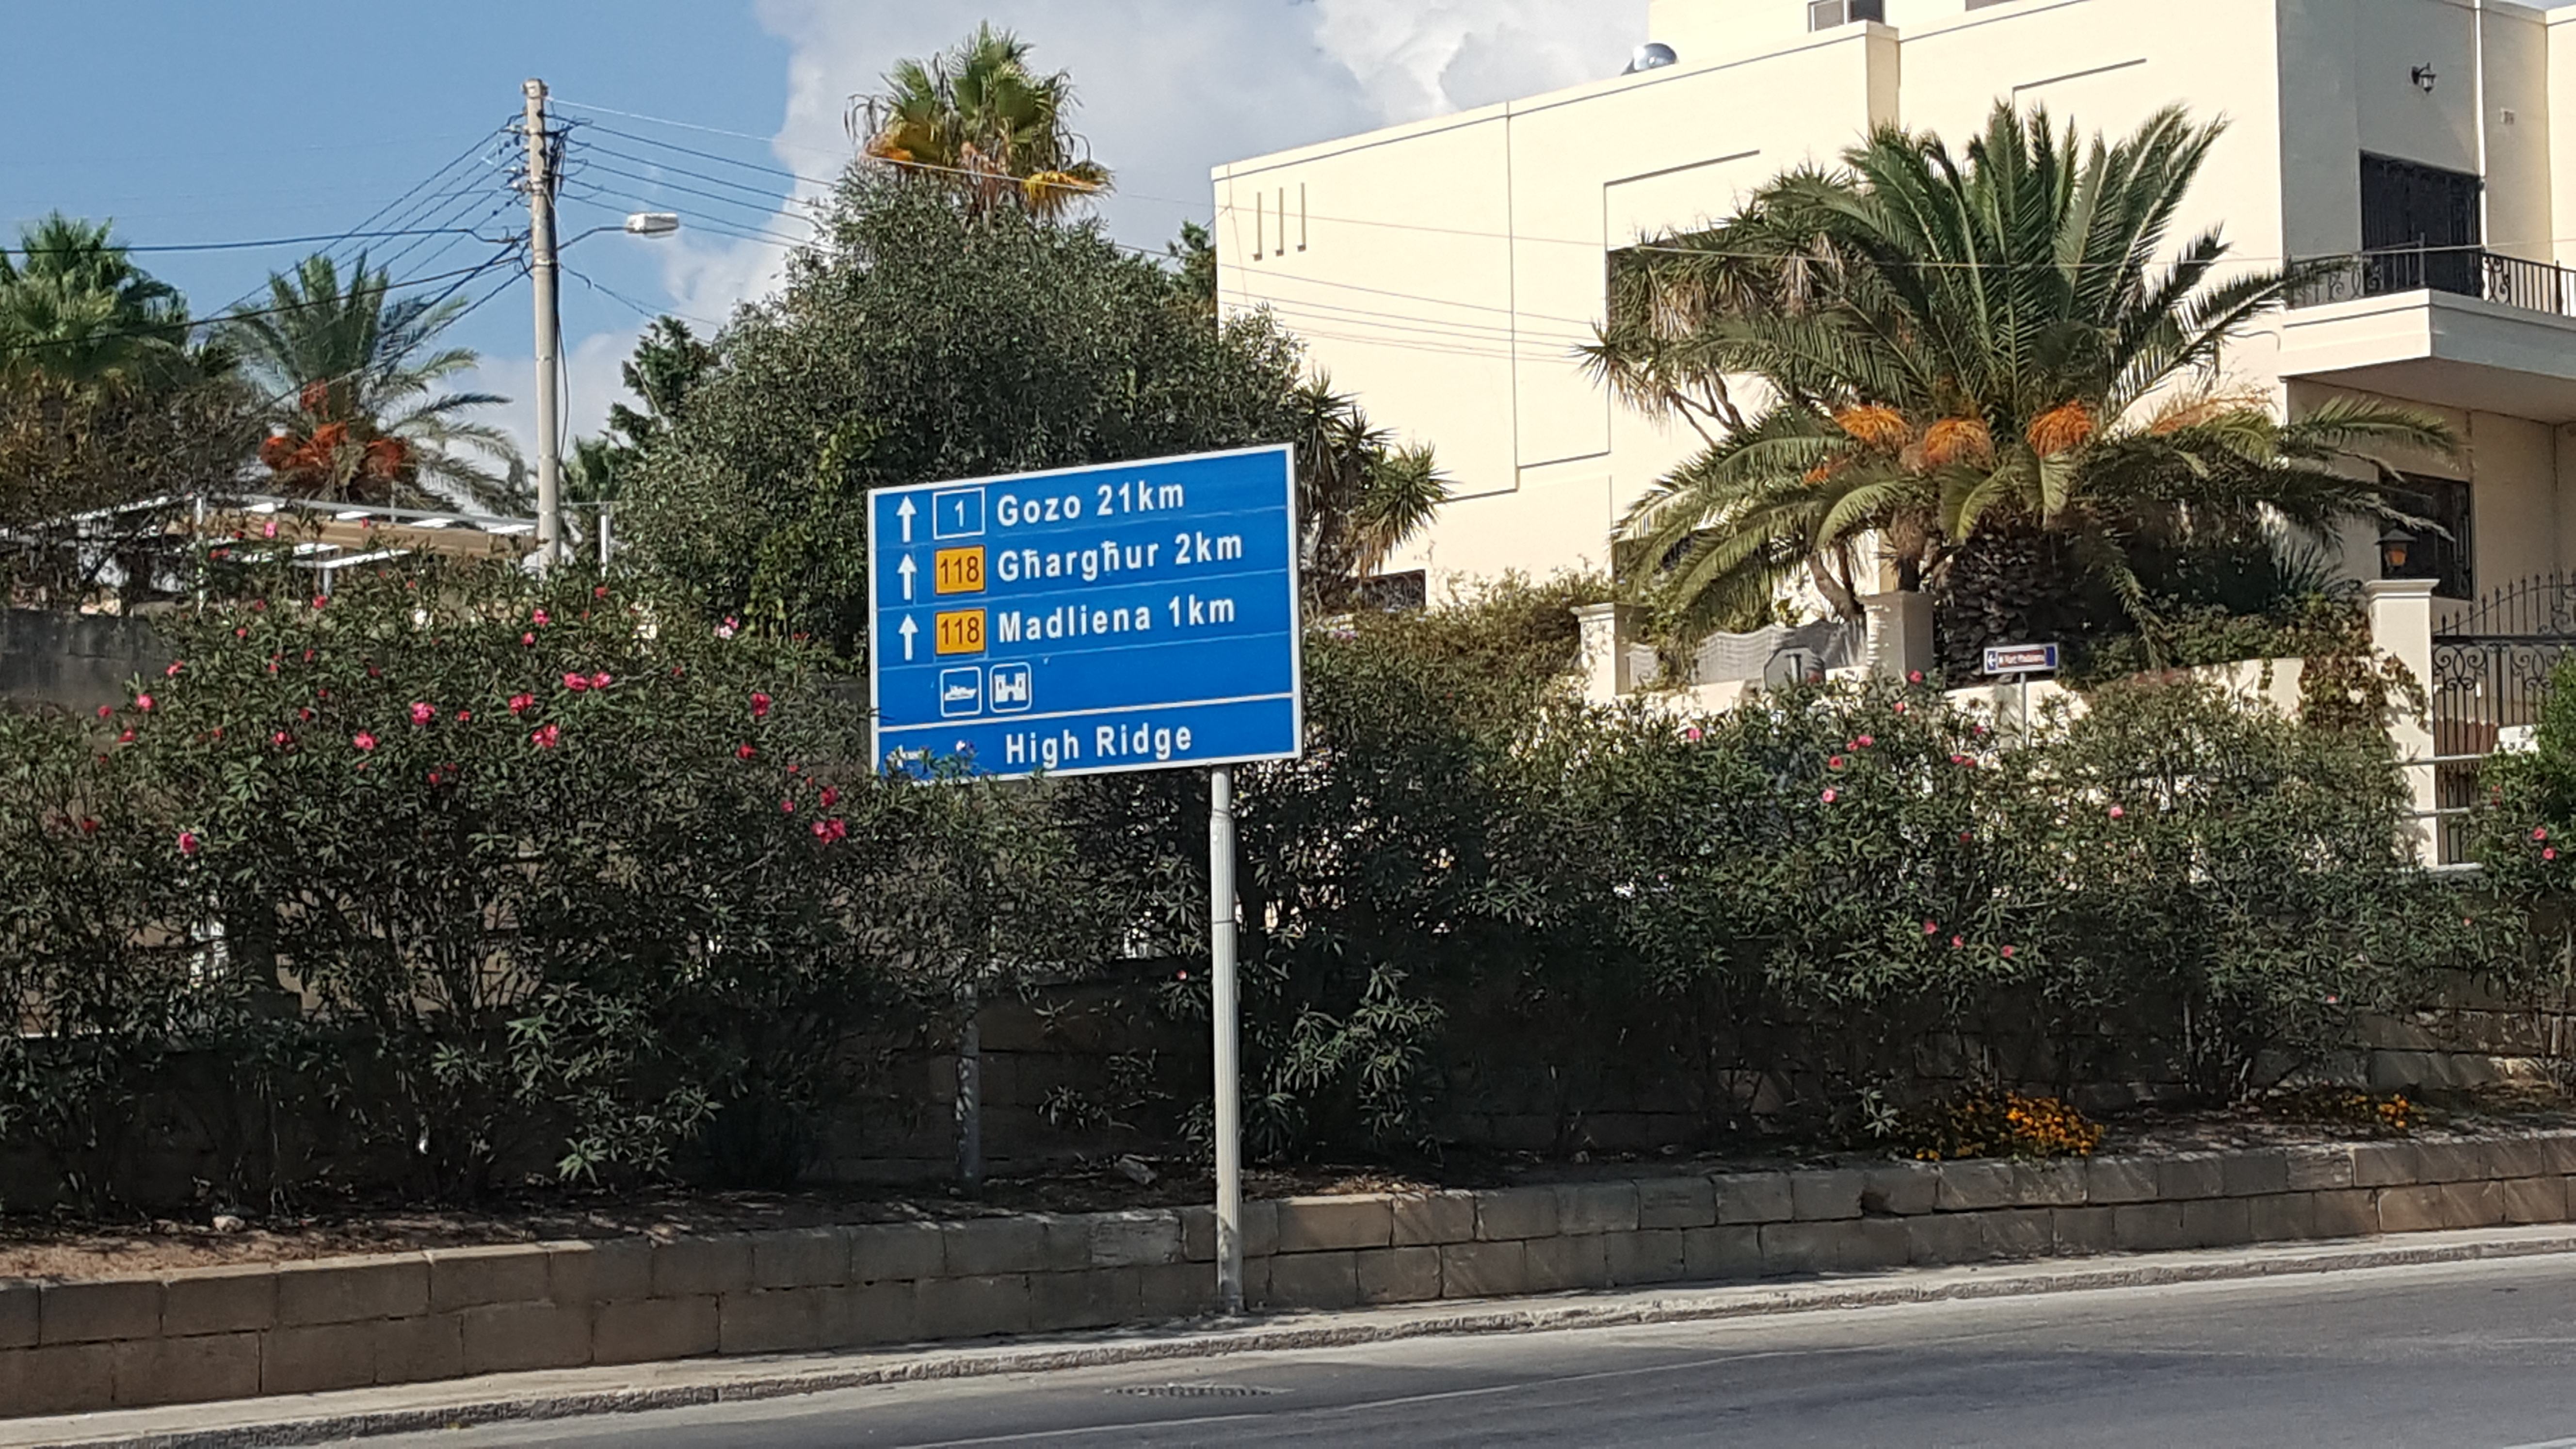 1 Gozo 21km
118 Għargħur 2km
118 Madliena 1km
High Ridge